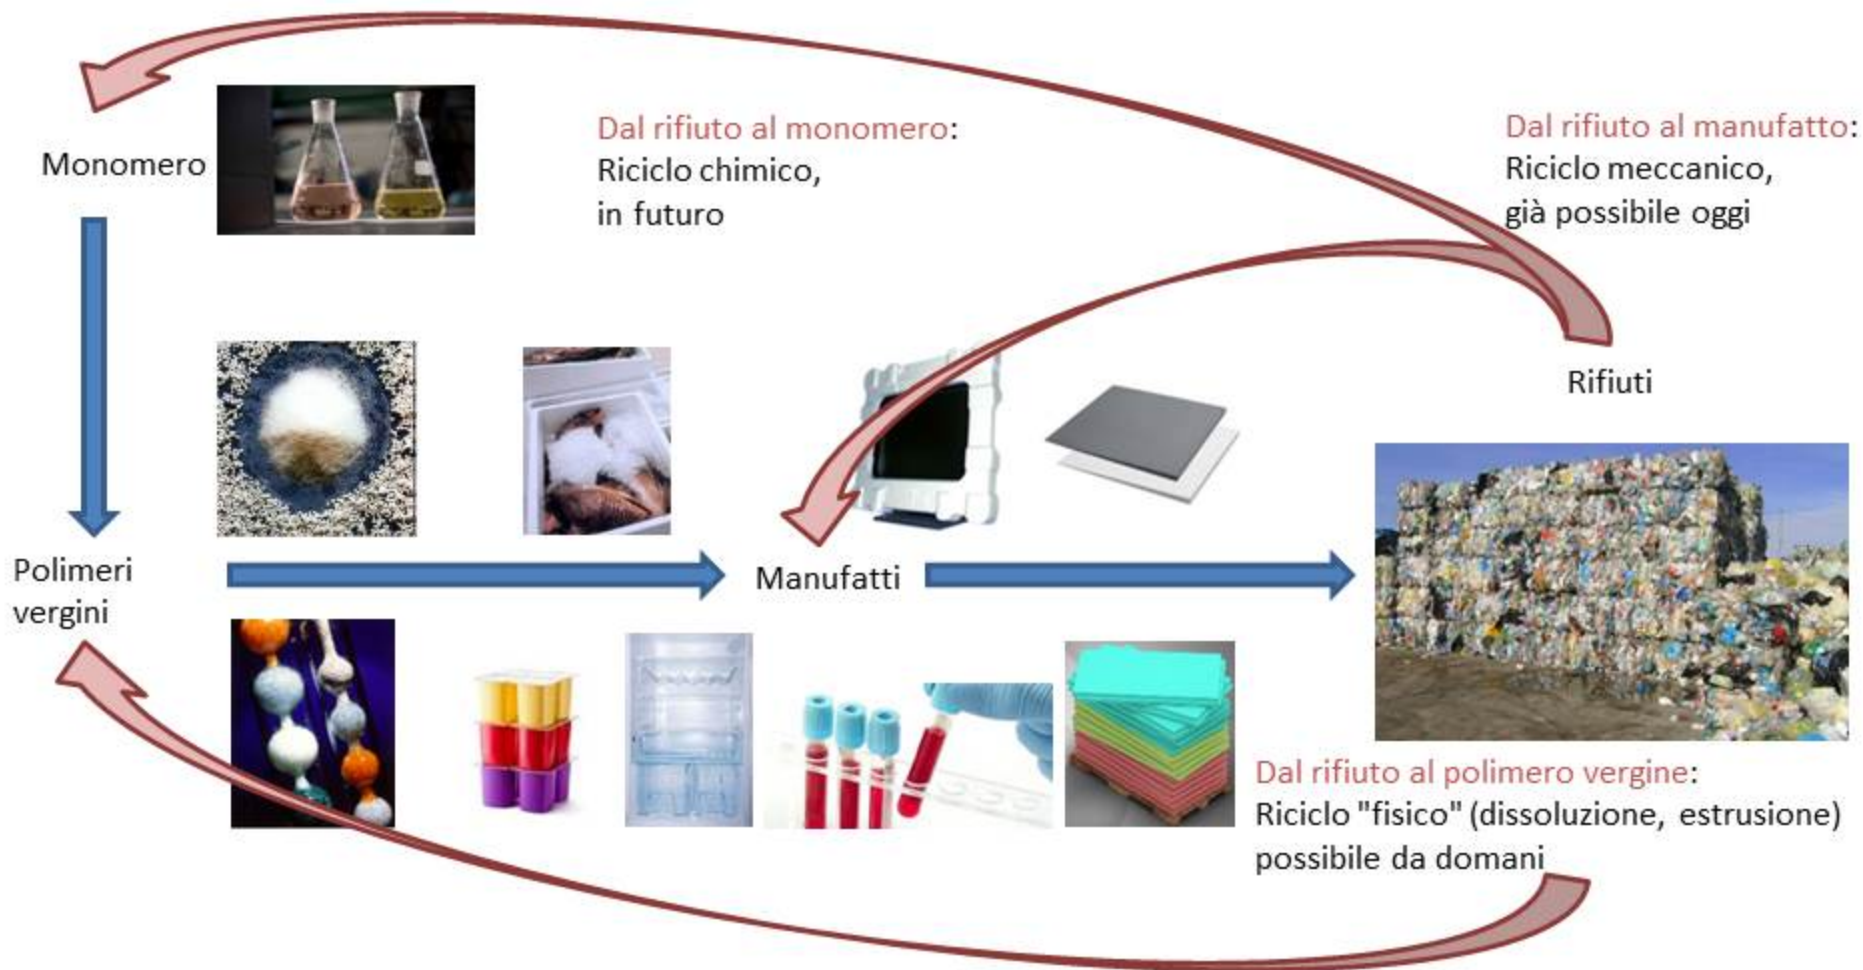 Monomero
Dal rifiuto al monomero:
Riciclo chimico,
in futuro
Dal rifiuto al manufatto:
Riciclo meccanico,
già possibile oggi
Rifiuti
Polimeri
vergini
Manufatti
Dal rifiuto al polimero vergine:
Riciclo "fisico" (dissoluzione, estrusione)
possibile da domani